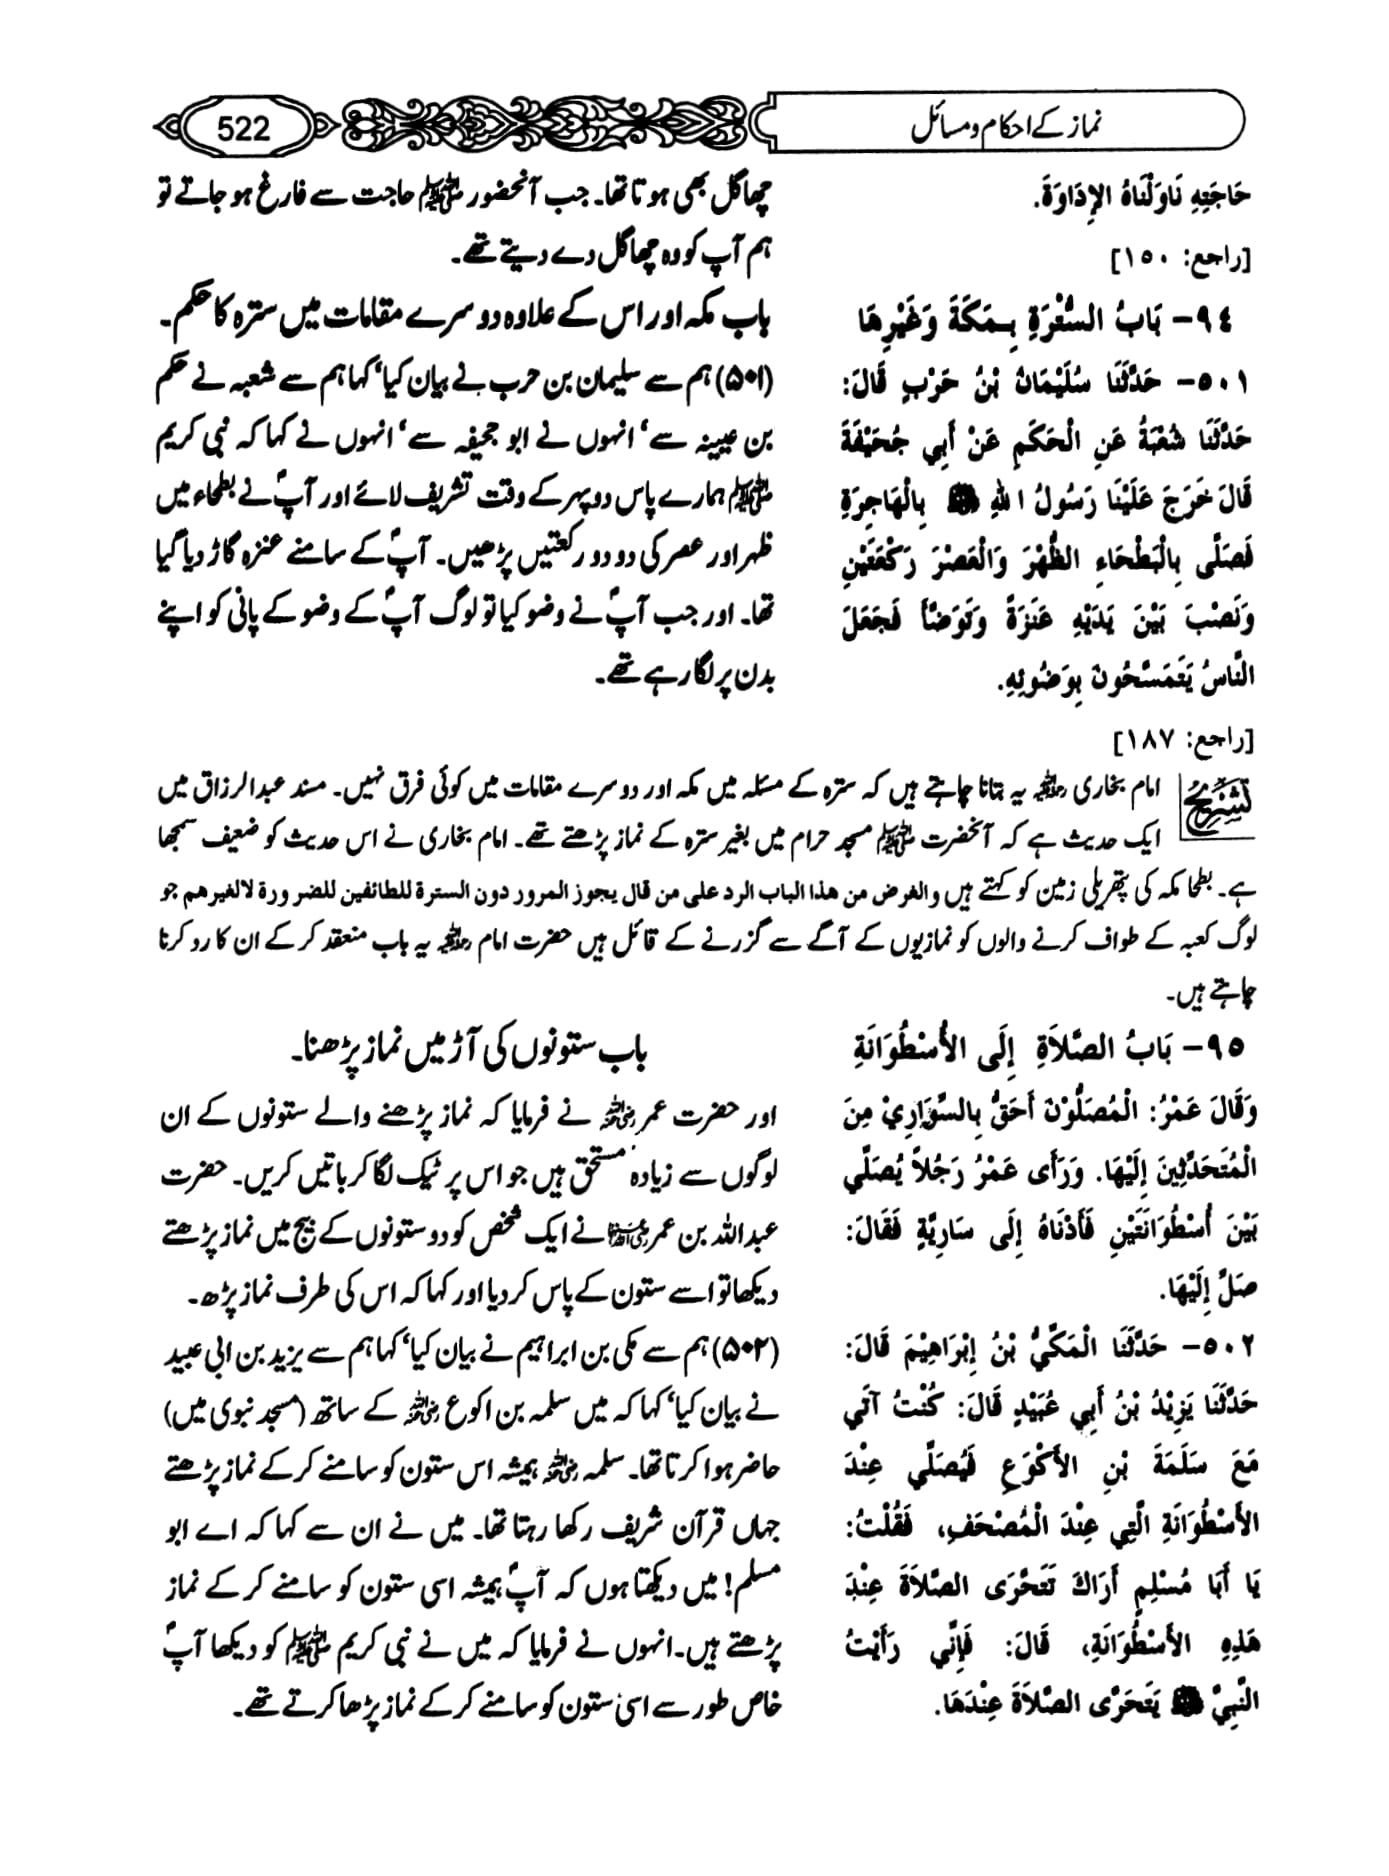 نماز کے احکام و مسائل
522
حَاجَتِهِ نَاوَلْنَاهُ الإِدَاوَةَ.
[راجع: ١٥٠]
٩٤- بَابُ السُّتْرَةِ بِمَكَّةَ وَغَيْرِهَا
٥٠١- حَدَّثَنَا سُلَيْمَانُ بْنُ حَرْبٍ قَالَ:
حَدَّثَنَا شُعْبَةُ عَنِ الْحَكَمِ عَنْ أَبِي جُحَيْفَةَ
قَالَ خَرَجَ عَلَيْنَا رَسُولُ اللهِ ﷺ بِالْهَاجِرَةِ
فَصَلَّى بِالْبَطْحَاءِ الظُّهْرَ وَالْعَصْرَ رَكْعَتَيْنِ
وَنَصَبَ بَيْنَ يَدَيْهِ عَنَزَةً وَتَوَضَّأَ فَجَعَلَ
النَّاسُ يَتَمَسَّحُونَ بِوَضُوئِهِ.
[راجع: ١٨٧]
چھاگل بھی ہوتا تھا۔ جب آنحضور ﷺ حاجت سے فارغ ہو جاتے تو
ہم آپ کو وہ چھاگل دے دیتے تھے۔
باب مکہ اور اس کے علاوہ دوسرے مقامات میں سترہ کا حکم۔
(۵۰۱) ہم سے سلیمان بن حرب نے بیان کیا‘ کہا ہم سے شعبہ نے حکم
بن عیینہ سے‘ انہوں نے ابو جحیفہ سے‘ انہوں نے کہا کہ نبی کریم
ﷺ ہمارے پاس دوپہر کے وقت تشریف لائے اور آپؐ نے بطحاء میں
ظہر اور عصر کی دو دو رکعتیں پڑھیں۔ آپؐ کے سامنے عنزہ گاڑ دیا گیا
تھا۔ اور جب آپؐ نے وضو کیا تو لوگ آپؐ کے وضو کے پانی کو اپنے
بدن پر لگا رہے تھے۔
تشریح امام بخاری رحمۃ اللہ علیہ یہ بتانا چاہتے ہیں کہ سترہ کے مسئلہ میں مکہ اور دوسرے مقامات میں کوئی فرق نہیں۔ مسند عبدالرزاق میں
ایک حدیث ہے کہ آنحضرت ﷺ مسجد حرام میں بغیر سترہ کے نماز پڑھتے تھے۔ امام بخاری نے اس حدیث کو ضعیف سمجھا
ہے۔ بطحا مکہ کی پتھریلی زمین کو کہتے ہیں والغرض من هذا الباب الرد على من قال يجوز المرور دون السترة للطائفين للضرورة لالغيرهم جو
لوگ کعبہ کے طواف کرنے والوں کو نمازیوں کے آگے سے گزرنے کے قائل ہیں حضرت امام رحمۃ اللہ علیہ یہ باب منعقد کر کے ان کا رد کرنا
چاہتے ہیں۔
٩٥- بَابُ الصَّلاَةِ إِلَى الأُسْطُوَانَةِ
وَقَالَ عُمَرُ: الْمُصَلُّوْنَ أَحَقُّ بِالسَّوَارِيْ مِنَ
الْمُتَحَدِّثِينَ إِلَيْهَا. وَرَأَى عُمَرُ رَجُلاً يُصَلِّي
بَيْنَ أُسْطُوَانَتَيْنِ فَأَدْنَاهُ إِلَى سَارِيَّةٍ فَقَالَ:
صَلِّ إِلَيْهَا.
٥٠٢- حَدَّثَنَا الْمَكِّيُّ بْنُ إِبْرَاهِيْمَ قَالَ:
حَدَّثَنَا يَزِيْدُ بْنُ أَبِي عُبَيْدٍ قَالَ: كُنْتُ آتِي
مَعَ سَلَمَةَ بْنِ الأَكْوَعِ فَيُصَلِّي عِنْدَ
الأُسْطُوَانَةِ الَّتِي عِنْدَ الْمُصْحَفِ، فَقُلْتُ:
يَا أَبَا مُسْلِمٍ أَرَاكَ تَتَحَرَّى الصَّلاَةَ عِنْدَ
هَذِهِ الأُسْطُوَانَةِ، قَالَ: فَإِنِّي رَأَيْتُ
النَّبِيَّ ﷺ يَتَحَرَّى الصَّلاَةَ عِنْدَهَا.
باب ستونوں کی آڑ میں نماز پڑھنا۔
اور حضرت عمر رضی اللہ عنہ نے فرمایا کہ نماز پڑھنے والے ستونوں کے ان
لوگوں سے زیادہ مستحق ہیں جو اس پر ٹیک لگا کر باتیں کریں۔ حضرت
عبداللہ بن عمر رضی اللہ عنہما نے ایک شخص کو دو ستونوں کے بیچ میں نماز پڑھتے
دیکھا تو اسے ستون کے پاس کر دیا اور کہا کہ اس کی طرف نماز پڑھ۔
(۵۰۲) ہم سے مکی بن ابراہیم نے بیان کیا‘ کہا ہم سے یزید بن ابی عبید
نے بیان کیا‘ کہا کہ میں سلمہ بن اکوع رضی اللہ عنہ کے ساتھ (مسجد نبوی میں)
حاضر ہوا کرتا تھا۔ سلمہ رضی اللہ عنہ ہمیشہ اس ستون کو سامنے کر کے نماز پڑھتے
جہاں قرآن شریف رکھا رہتا تھا۔ میں نے ان سے کہا کہ اے ابو
مسلم! میں دیکھتا ہوں کہ آپؐ ہمیشہ اسی ستون کو سامنے کر کے نماز
پڑھتے ہیں۔ انہوں نے فرمایا کہ میں نے نبی کریم ﷺ کو دیکھا آپؐ
خاص طور سے اسی ستون کو سامنے کر کے نماز پڑھا کرتے تھے۔